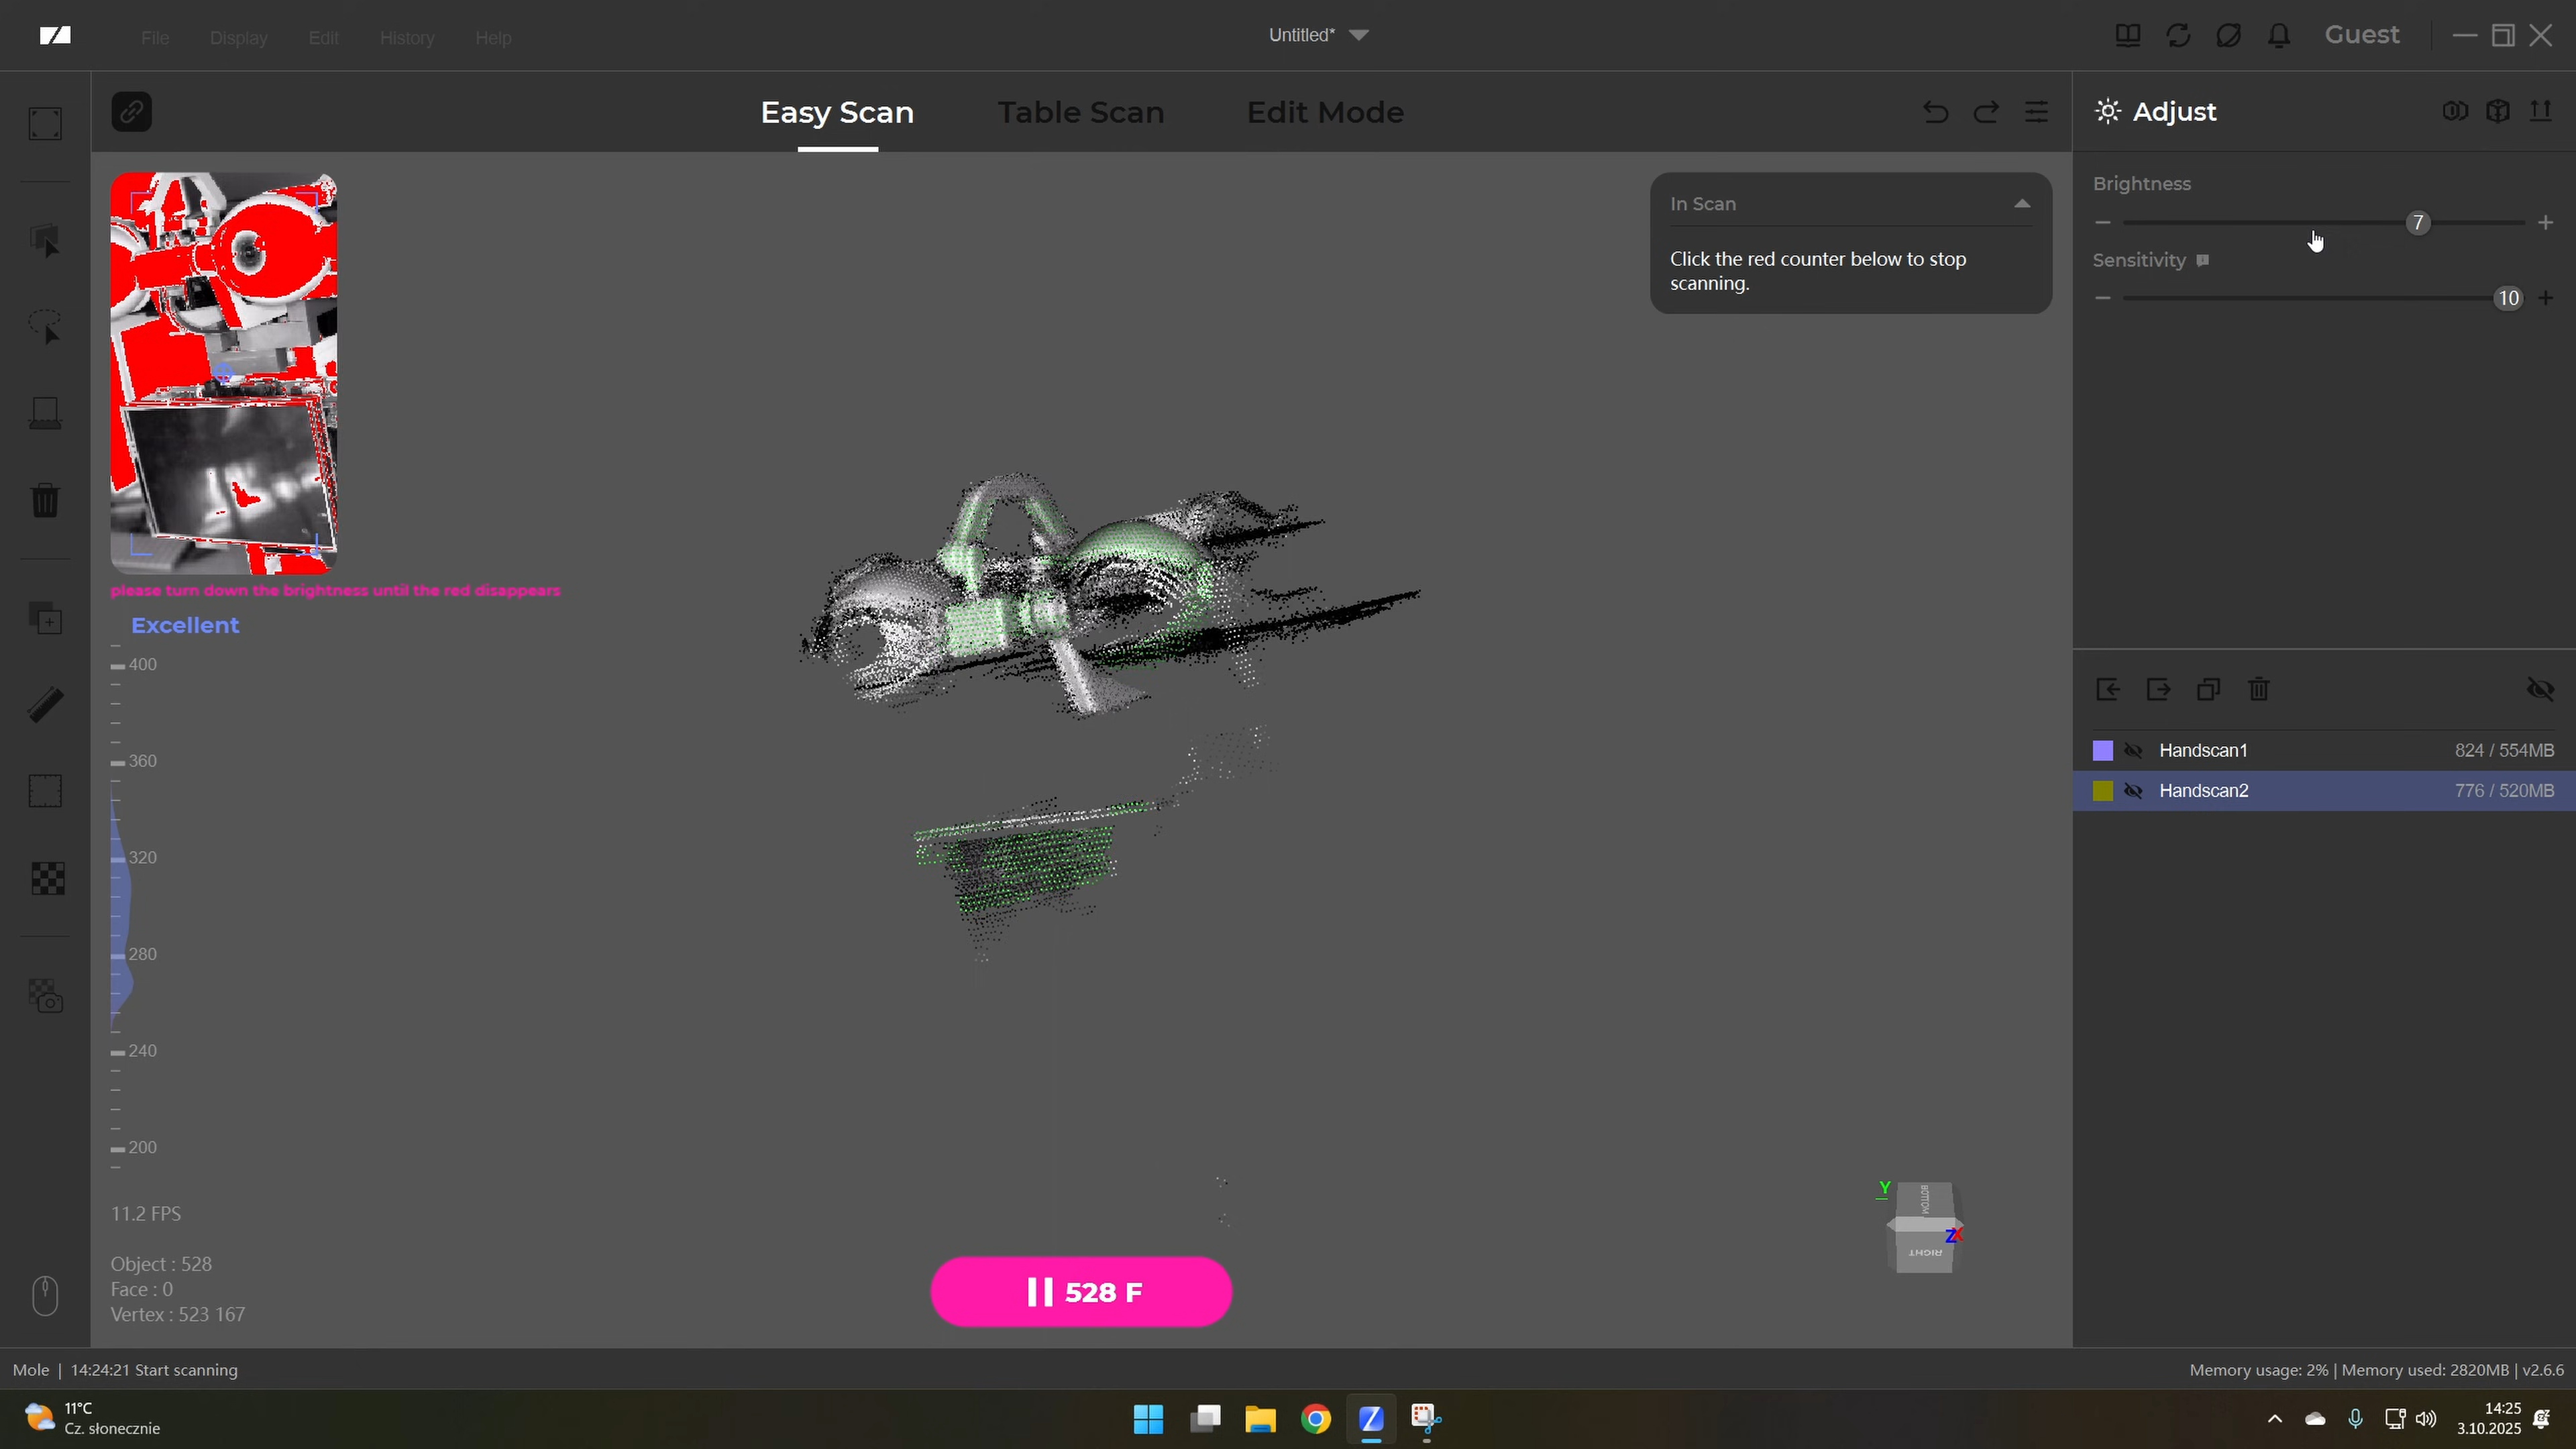 File Display Edit History Help
Untitled*
Guest
Easy Scan Table Scan Edit Mode
Adjust
Brightness
7
Sensitivity
10
In Scan
Click the red counter below to stop
scanning.
please turn down the brightness until the red disappears
Excellent
400
360
320
280
240
200
11.2 FPS
Object : 528
Face : 0
Vertex : 523 167
528 F
Y
Z
X
BOTTOM
RIGHT
Handscan1 824 / 554MB
Handscan2 776 / 520MB
Mole | 14:24:21 Start scanning
Memory usage: 2% | Memory used: 2820MB | v2.6.6
11°C
Cz. słonecznie
14:25
3.10.2025